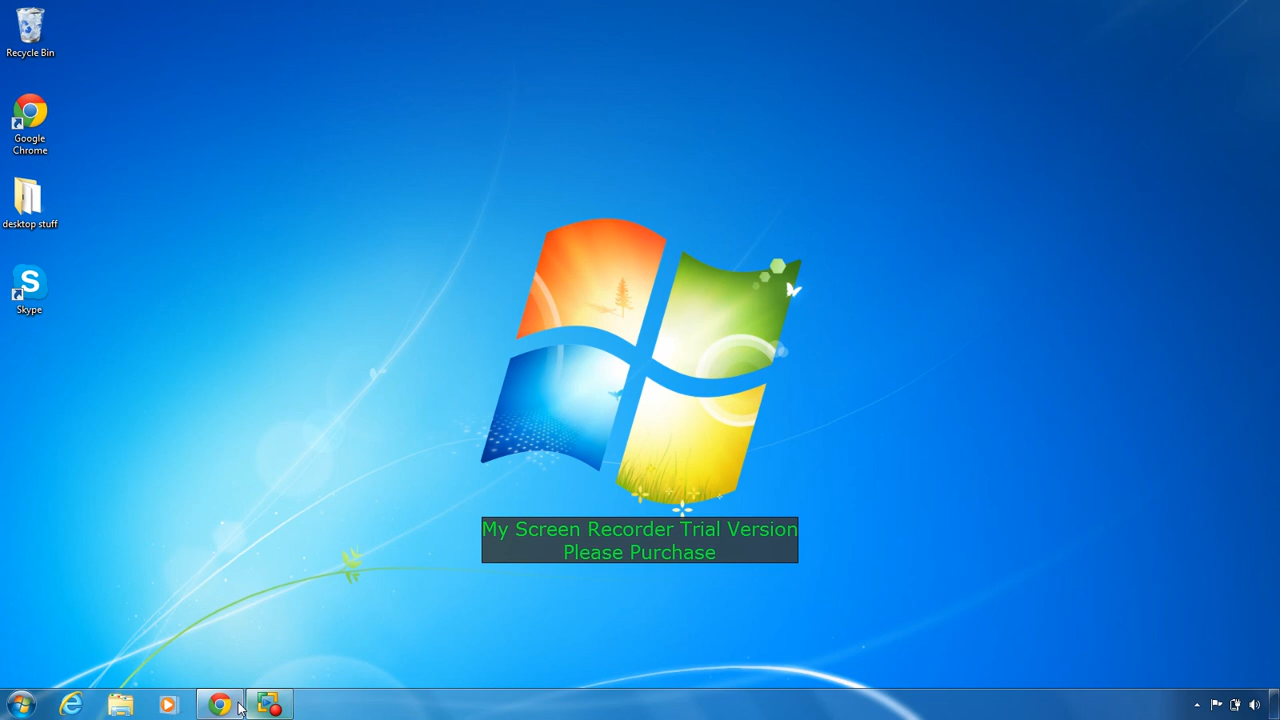 Recycle Bin
Google
Chrome
desktop stuff
Skype
My Screen Recorder Trial Version
Please Purchase